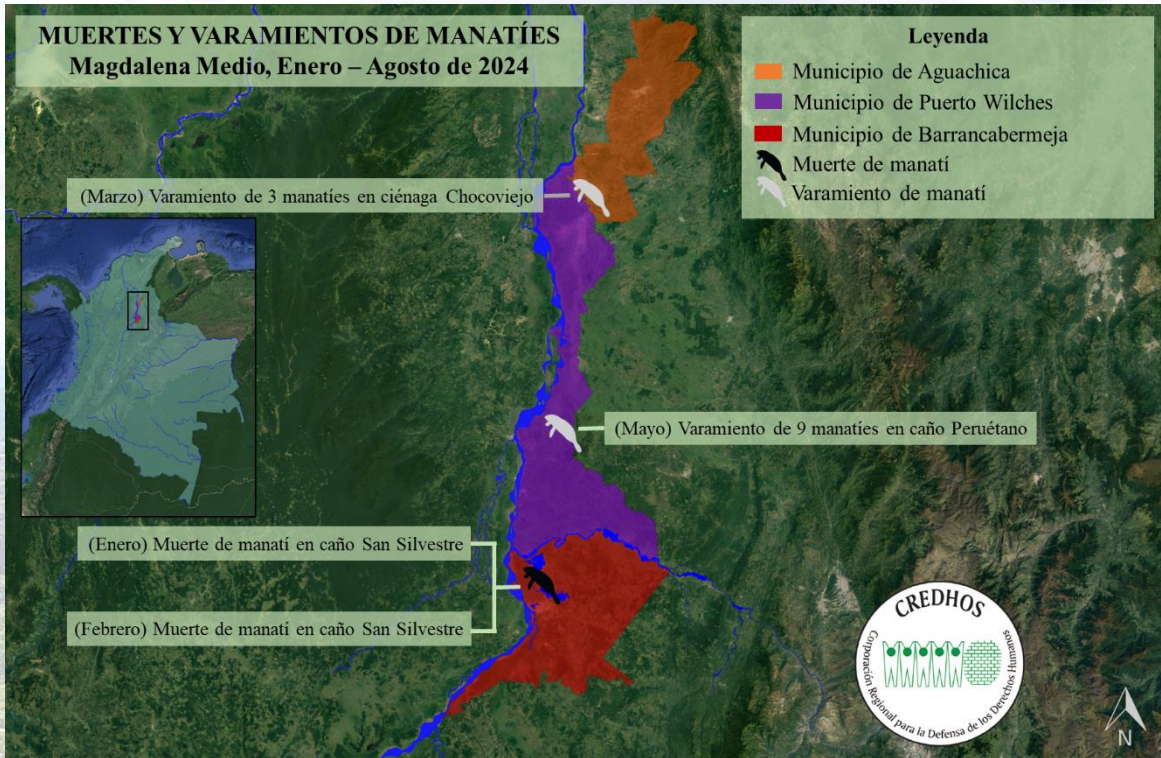 MUERTES Y VARAMIENTOS DE MANATÍES
Magdalena Medio, Enero – Agosto de 2024
Leyenda
Municipio de Aguachica
Municipio de Puerto Wilches
Municipio de Barrancabermeja
Muerte de manatí
Varamiento de manatí
(Marzo) Varamiento de 3 manatíes en ciénaga Chocoviejo
(Mayo) Varamiento de 9 manatíes en caño Peruétano
(Enero) Muerte de manatí en caño San Silvestre
(Febrero) Muerte de manatí en caño San Silvestre
CREDHOS
Corporación Regional para la Defensa de los Derechos Humanos
N